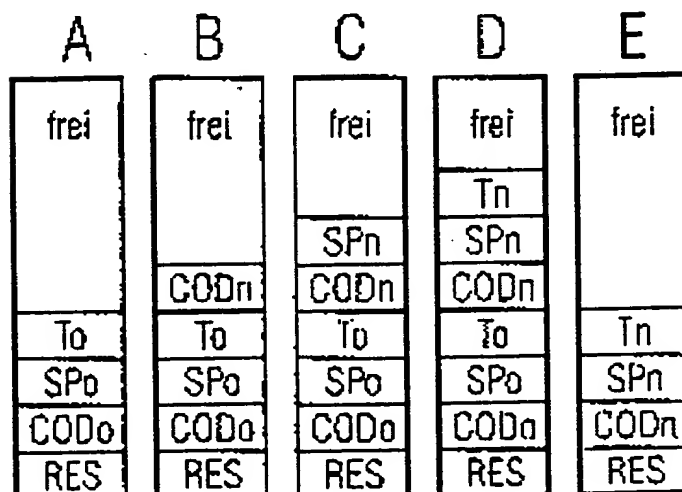 A B C D E
frei frei frei frei frei
Tn
SPn SPn
CODn CODn CODn
To To To To Tn
SPo SPo SPo SPo SPn
CODo CODo CODo CODo CODn
RES RES RES RES RES